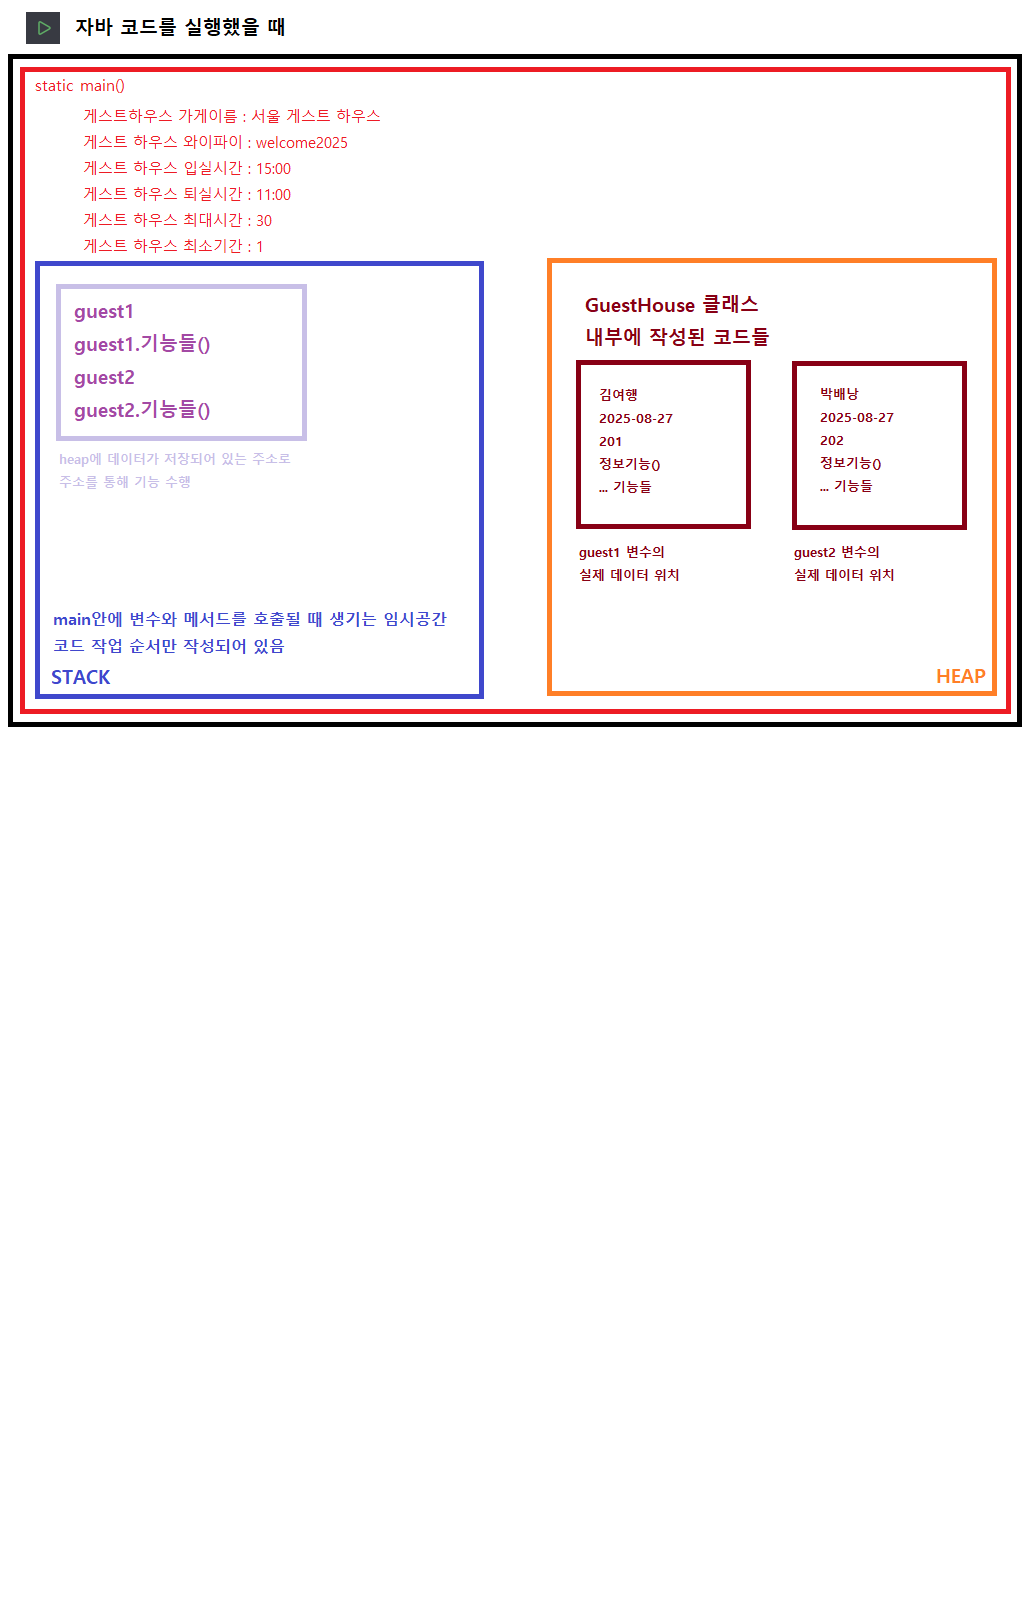 자바 코드를 실행했을 때
static main()
게스트하우스 가게이름 : 서울 게스트 하우스
게스트 하우스 와이파이 : welcome2025
게스트 하우스 입실시간 : 15:00
게스트 하우스 퇴실시간 : 11:00
게스트 하우스 최대시간 : 30
게스트 하우스 최소기간 : 1
guest1
guest1.기능들()
guest2
guest2.기능들()
heap에 데이터가 저장되어 있는 주소로
주소를 통해 기능 수행
main안에 변수와 메서드를 호출될 때 생기는 임시공간
코드 작업 순서만 작성되어 있음
STACK
GuestHouse 클래스
내부에 작성된 코드들
김여행
2025-08-27
201
정보기능()
... 기능들
guest1 변수의
실제 데이터 위치
박배낭
2025-08-27
202
정보기능()
... 기능들
guest2 변수의
실제 데이터 위치
HEAP